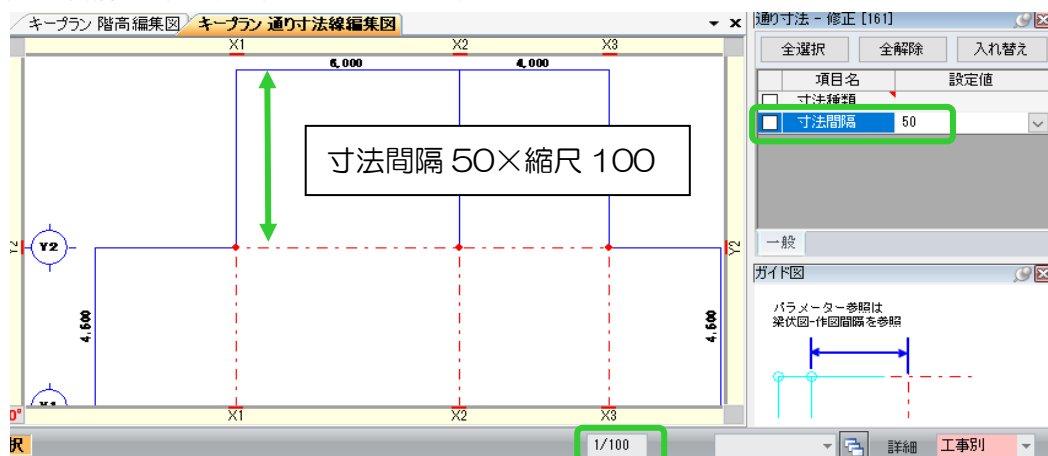 キープラン 階高編集図 キープラン 通り寸法線編集図
X1 X2 X3
6,000 4,000
寸法間隔 50×縮尺 100
Y2 Y2 Y2
4,500 4,500
X1 X2 X3
0°
択 1/100 詳細 工事別
通り寸法 - 修正 [161]
全選択 全解除 入れ替え
項目名 設定値
寸法種類
寸法間隔 50
一般
ガイド図
パラメーター参照は
梁伏図-作図間隔を参照